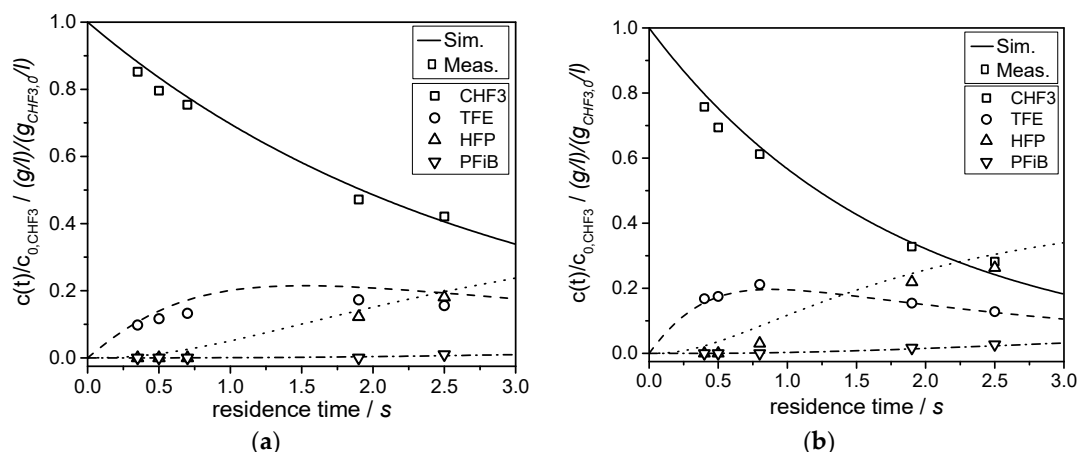 1.0
0.8
0.6
0.4
0.2
0.0
c(t)/c0,CHF3 / (g/l)/(gCHF3,0/l)
Sim.
Meas.
CHF3
TFE
HFP
PFiB
0.0 0.5 1.0 1.5 2.0 2.5 3.0
residence time / s
(a)
1.0
0.8
0.6
0.4
0.2
0.0
c(t)/c0,CHF3 / (g/l)/(gCHF3,0/l)
Sim.
Meas.
CHF3
TFE
HFP
PFiB
0.0 0.5 1.0 1.5 2.0 2.5 3.0
residence time / s
(b)